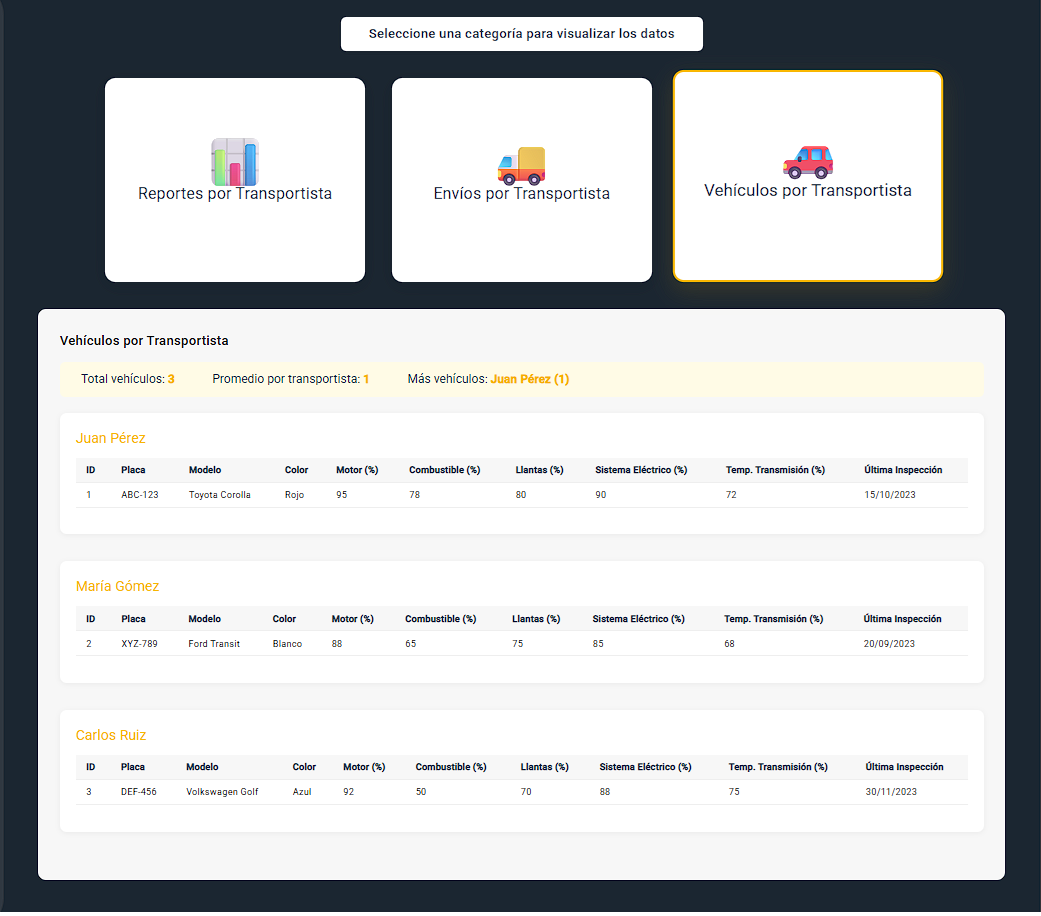 Seleccione una categoría para visualizar los datos
Reportes por Transportista
Envíos por Transportista
Vehículos por Transportista
Vehículos por Transportista
Total vehículos: 3 Promedio por transportista: 1 Más vehículos: Juan Pérez (1)
Juan Pérez
ID Placa Modelo Color Motor (%) Combustible (%) Llantas (%) Sistema Eléctrico (%) Temp. Transmisión (%) Última Inspección
1 ABC-123 Toyota Corolla Rojo 95 78 80 90 72 15/10/2023
María Gómez
ID Placa Modelo Color Motor (%) Combustible (%) Llantas (%) Sistema Eléctrico (%) Temp. Transmisión (%) Última Inspección
2 XYZ-789 Ford Transit Blanco 88 65 75 85 68 20/09/2023
Carlos Ruiz
ID Placa Modelo Color Motor (%) Combustible (%) Llantas (%) Sistema Eléctrico (%) Temp. Transmisión (%) Última Inspección
3 DEF-456 Volkswagen Golf Azul 92 50 70 88 75 30/11/2023